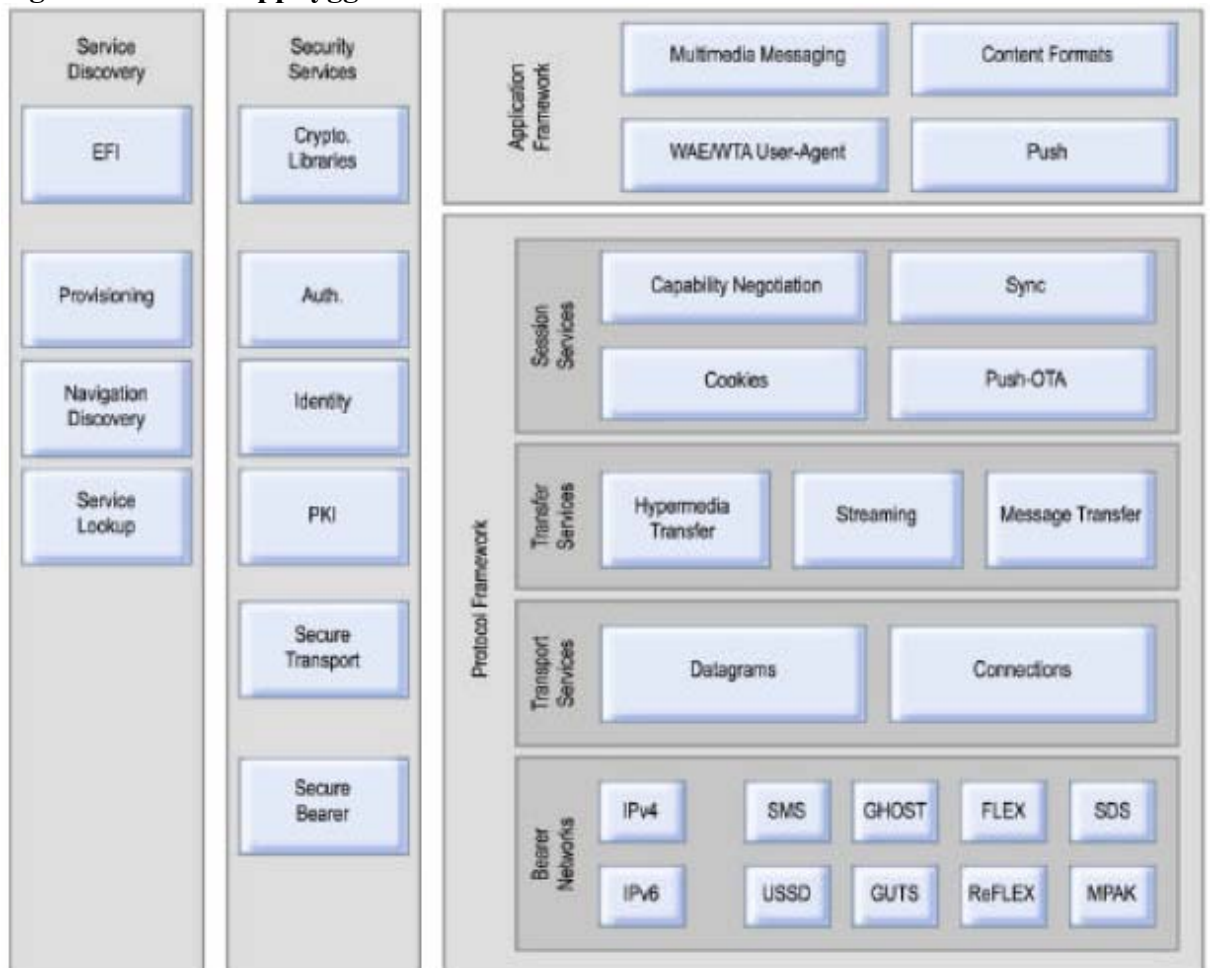 Service
Discovery
EFI
Provisioning
Navigation
Discovery
Service
Lookup
Security
Services
Crypto.
Libraries
Auth.
Identity
PKI
Secure
Transport
Secure
Bearer
Application
Framework
Multimedia Messaging
Content Formats
WAE/WTA User-Agent
Push
Protocol Framework
Session
Services
Capability Negotiation
Sync
Cookies
Push-OTA
Transfer
Services
Hypermedia
Transfer
Streaming
Message Transfer
Transport
Services
Datagrams
Connections
Bearer
Networks
IPv4
SMS
GHOST
FLEX
SDS
IPv6
USSD
GUTS
ReFLEX
MPAK